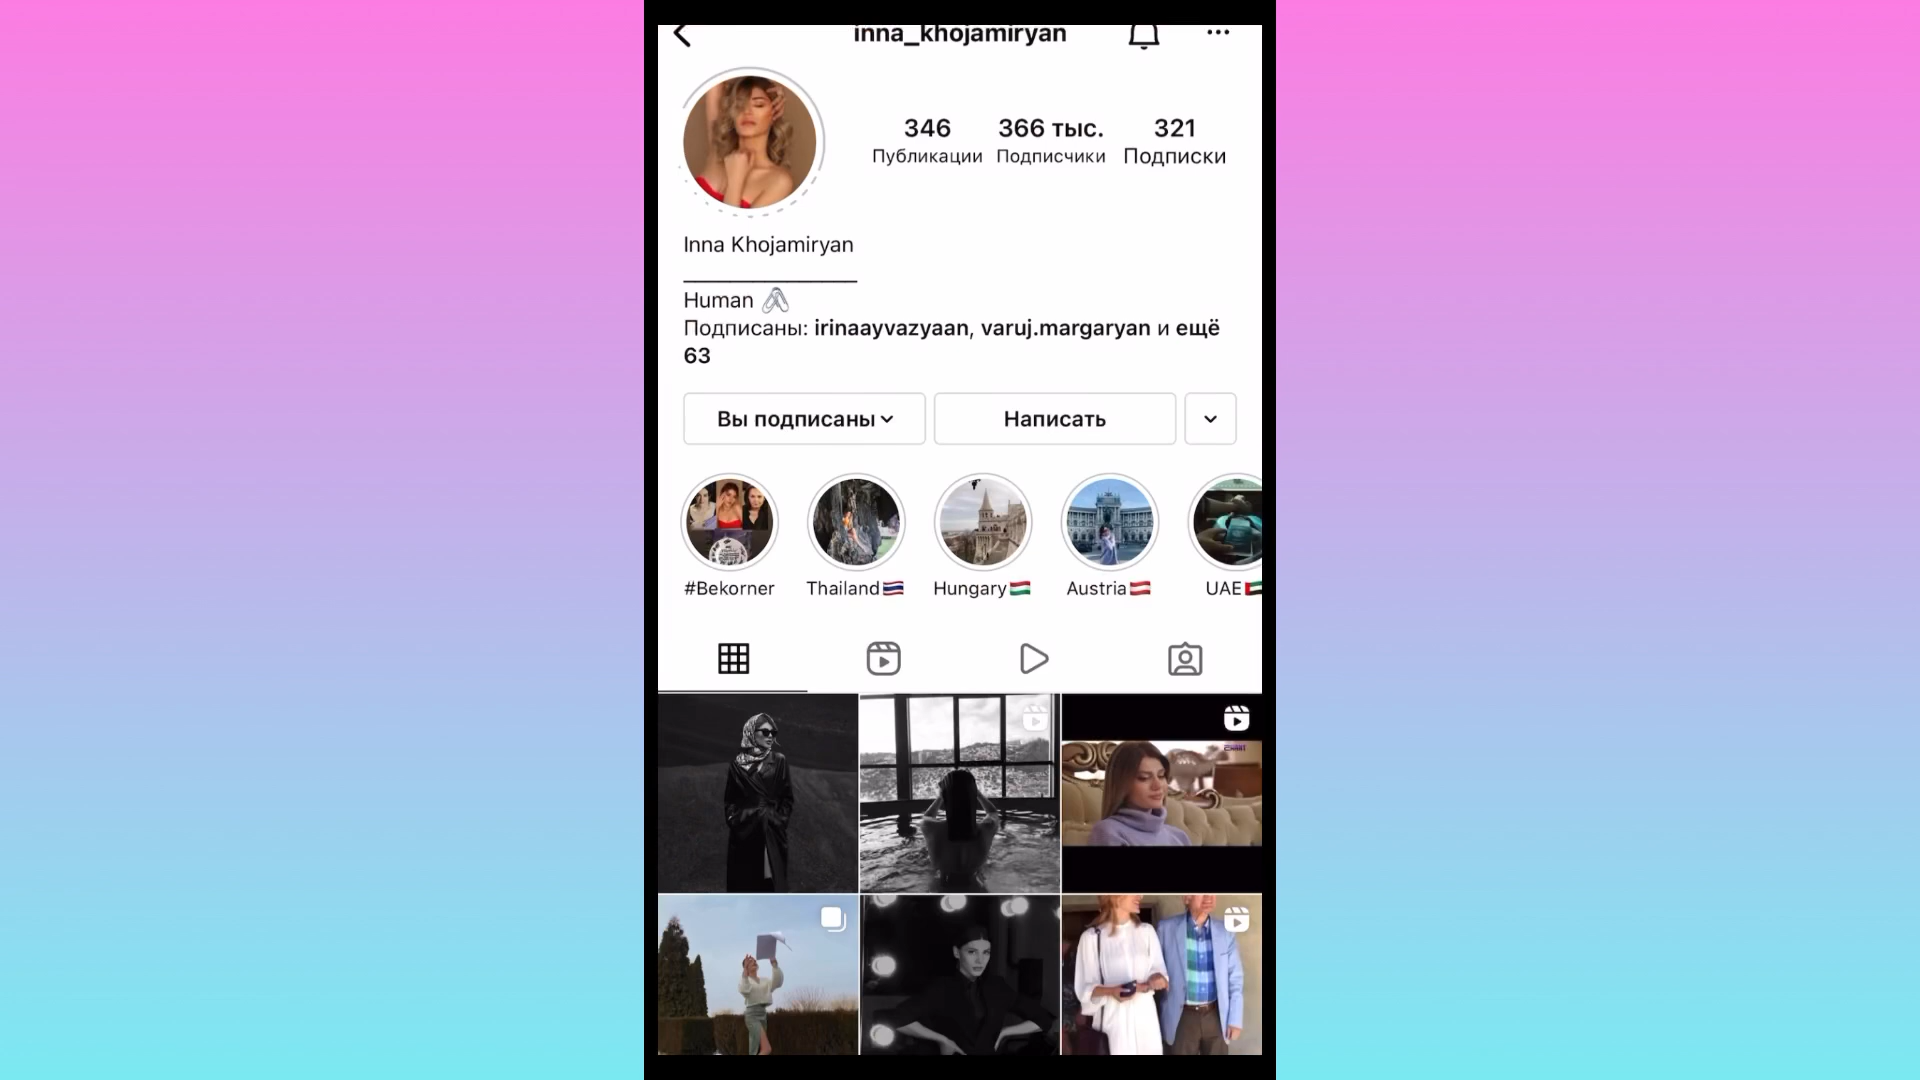 inna_khojamiryan
346 366 тыс. 321
Публикации Подписчики Подписки
Inna Khojamiryan
Human
Подписаны: irinaayvazyaan, varuj.margaryan и ещё
63
Вы подписаны Написать
#Bekorner Thailand Hungary Austria UAE